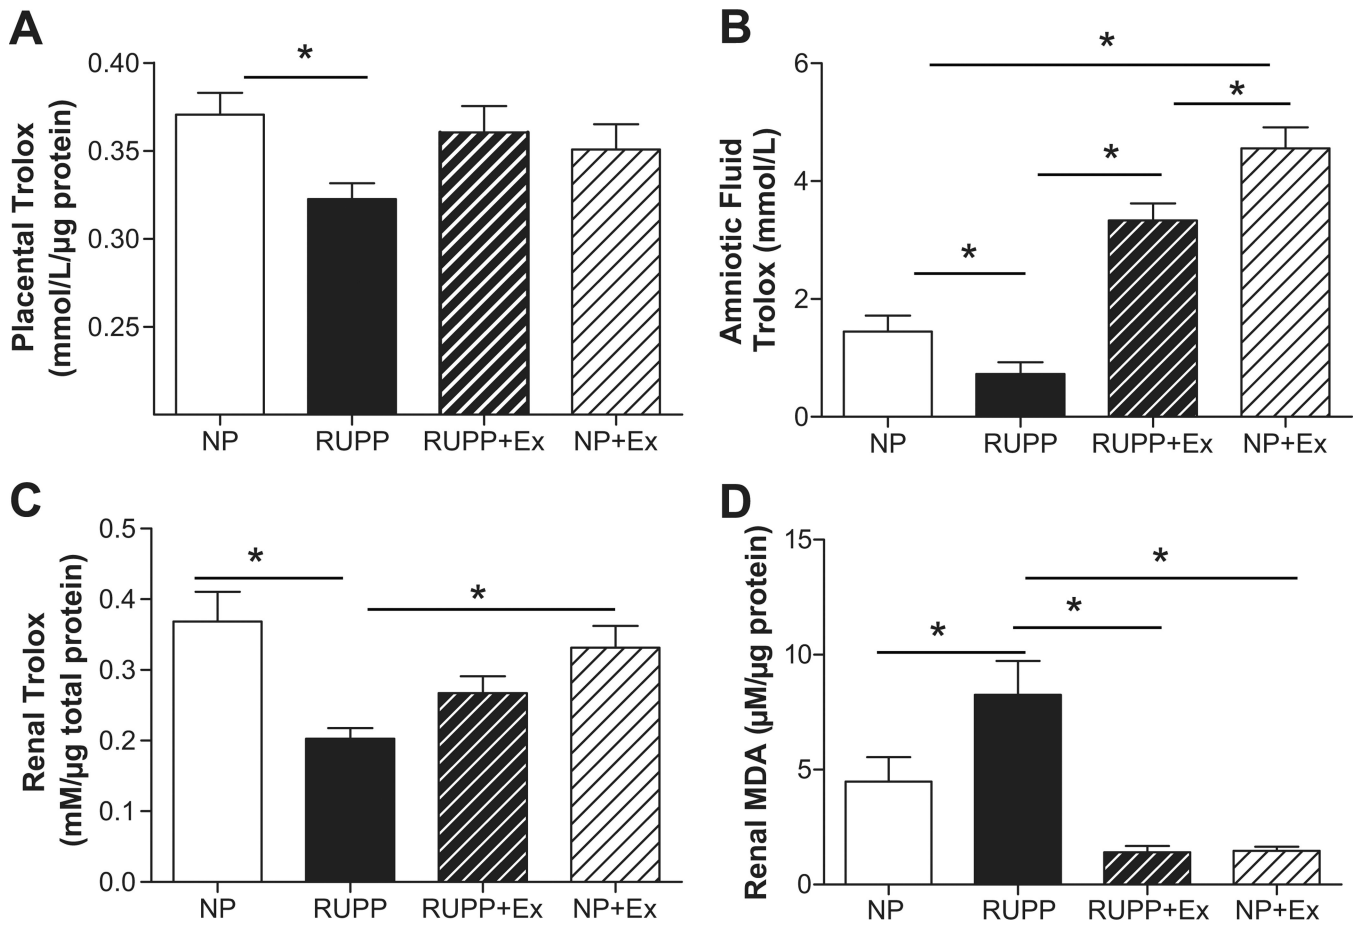 A
Placental Trolox
(mmol/L/µg protein)
0.40
0.35
0.30
0.25
*
NP
RUPP
RUPP+Ex
NP+Ex
B
Amniotic Fluid
Trolox (mmol/L)
6
4
2
0
*
*
*
*
NP
RUPP
RUPP+Ex
NP+Ex
C
Renal Trolox
(mM/µg total protein)
0.5
0.4
0.3
0.2
0.1
0.0
*
*
NP
RUPP
RUPP+Ex
NP+Ex
D
Renal MDA (µM/µg protein)
15
10
5
0
*
*
*
NP
RUPP
RUPP+Ex
NP+Ex